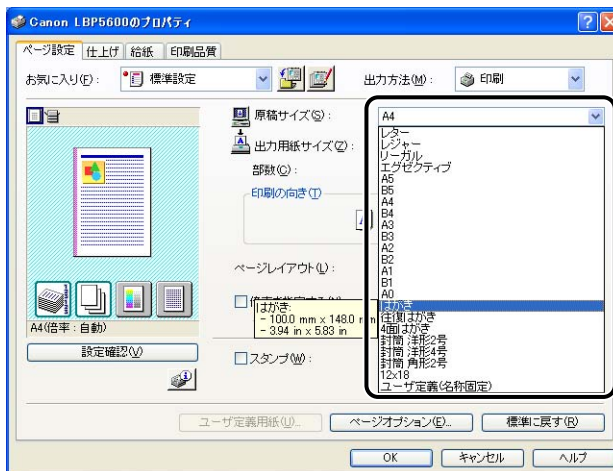 Canon LBP5600のプロパティ
ページ設定 仕上げ 給紙 印刷品質
お気に入り(F): 標準設定 出力方法(M): 印刷
原稿サイズ(S): A4
出力用紙サイズ(Z):
部数(C):
印刷の向き(T)
ページレイアウト(L):
スタンプ(W):
レター
レジャー
リーガル
エグゼクティブ
A5
B5
A4
B4
A3
B3
A2
B2
A1
B1
A0
はがき
往復はがき
4面はがき
封筒 洋形2号
封筒 洋形4号
封筒 角形2号
12x18
ユーザ定義(名称固定)
はがき:
- 100.0 mm x 148.0 mm
- 3.94 in x 5.83 in
A4(倍率:自動)
設定確認(V)
ユーザ定義用紙(U)... ページオプション(E)... 標準に戻す(R)
OK キャンセル ヘルプ